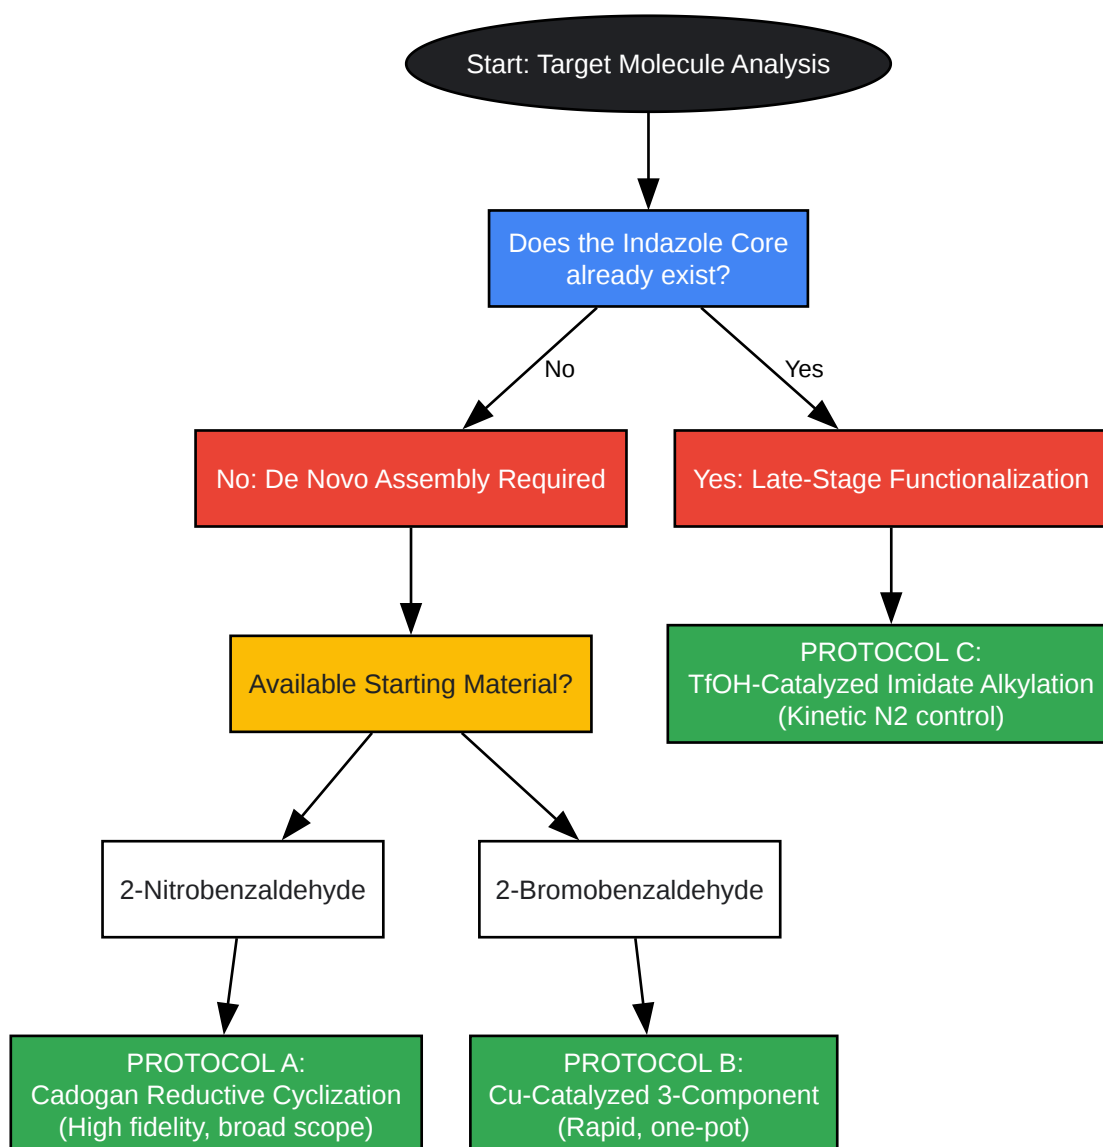 Start: Target Molecule Analysis
Does the Indazole Core
already exist?
No
Yes
No: De Novo Assembly Required
Yes: Late-Stage Functionalization
Available Starting Material?
PROTOCOL C:
TfOH-Catalyzed Imidate Alkylation
(Kinetic N2 control)
2-Nitrobenzaldehyde
2-Bromobenzaldehyde
PROTOCOL A:
Cadogan Reductive Cyclization
(High fidelity, broad scope)
PROTOCOL B:
Cu-Catalyzed 3-Component
(Rapid, one-pot)